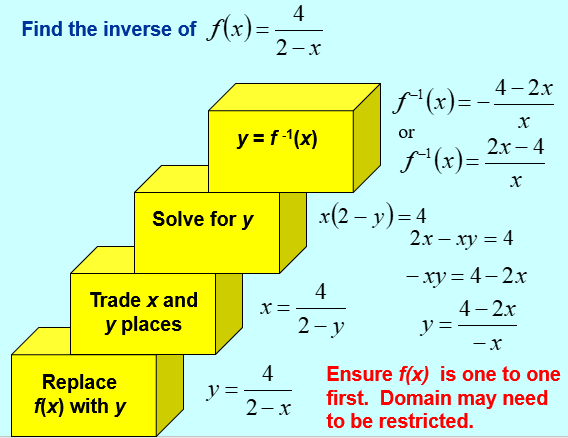 Find the inverse of f(x) = 4/(2 − x)
y = f -1(x)
f⁻¹(x) = − (4 − 2x)/x
or
f⁻¹(x) = (2x − 4)/x
Solve for y
x(2 − y) = 4
2x − xy = 4
− xy = 4 − 2x
y = (4 − 2x)/(− x)
Trade x and
y places
x = 4/(2 − y)
Replace
f(x) with y
y = 4/(2 − x)
Ensure f(x) is one to one
first. Domain may need
to be restricted.